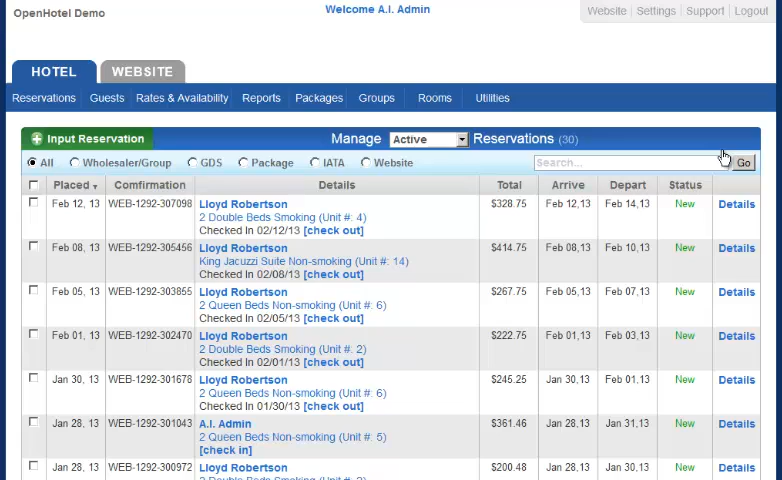 OpenHotel Demo
Welcome A.I. Admin
Website | Settings | Support | Logout
HOTEL WEBSITE
Reservations Guests Rates & Availability Reports Packages Groups Rooms Utilities
Input Reservation Manage Active Reservations (30)
All Wholesaler/Group GDS Package IATA Website Search... Go
Placed Comfirmation Details Total Arrive Depart Status
Feb 12, 13 WEB-1292-307098 Lloyd Robertson $328.75 Feb 12,13 Feb 14,13 New Details
2 Double Beds Smoking (Unit #: 4)
Checked In 02/12/13 [check out]
Feb 08, 13 WEB-1292-305456 Lloyd Robertson $414.75 Feb 08,13 Feb 10,13 New Details
King Jacuzzi Suite Non-smoking (Unit #: 14)
Checked In 02/08/13 [check out]
Feb 05, 13 WEB-1292-303855 Lloyd Robertson $267.75 Feb 05,13 Feb 07,13 New Details
2 Queen Beds Non-smoking (Unit #: 6)
Checked In 02/05/13 [check out]
Feb 01, 13 WEB-1292-302470 Lloyd Robertson $222.75 Feb 01,13 Feb 03,13 New Details
2 Double Beds Smoking (Unit #: 2)
Checked In 02/01/13 [check out]
Jan 30, 13 WEB-1292-301678 Lloyd Robertson $245.25 Jan 30,13 Feb 01,13 New Details
2 Queen Beds Non-smoking (Unit #: 6)
Checked In 01/30/13 [check out]
Jan 28, 13 WEB-1292-301043 A.I. Admin $361.46 Jan 28,13 Jan 31,13 New Details
2 Queen Beds Non-smoking (Unit #: 5)
[check in]
Jan 28, 13 WEB-1292-300972 Lloyd Robertson $200.48 Jan 28,13 Jan 30,13 New Details
2 Double Beds Smoking (Unit #: 2)